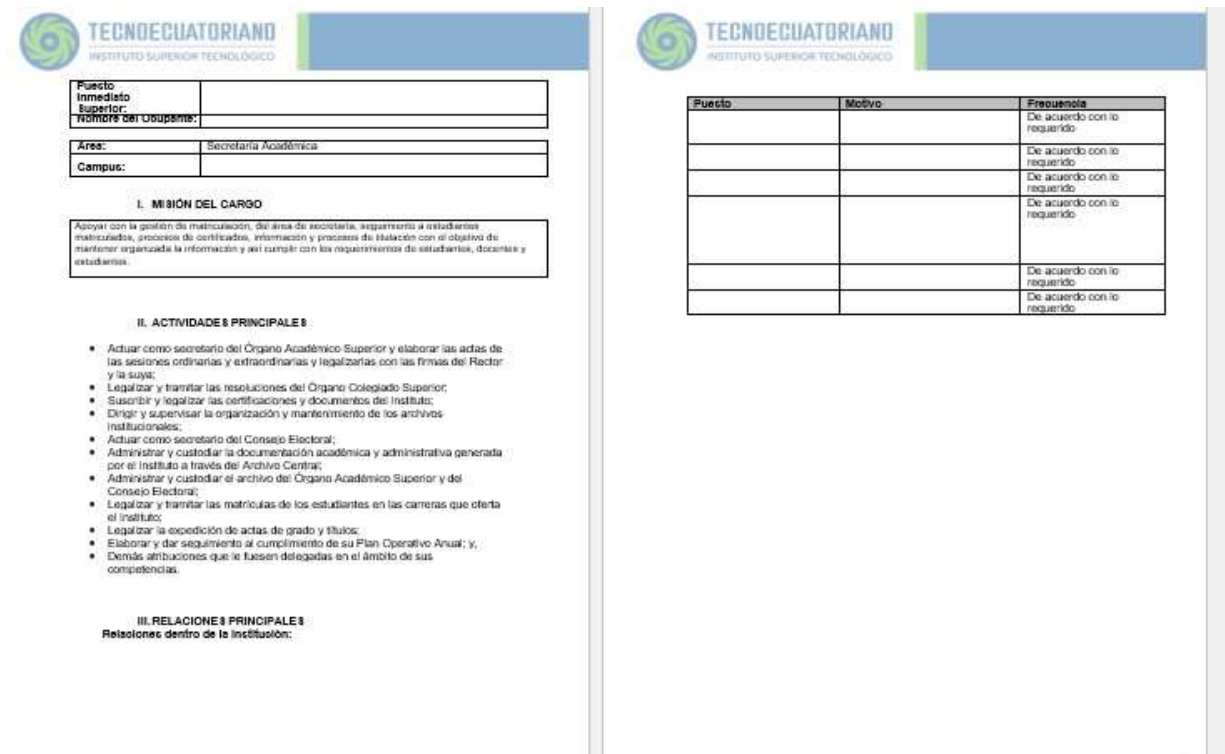 TECNOECUATORIANO
INSTITUTO SUPERIOR TECNOLÓGICO
Puesto
Inmediato
Superior:
Nombre del Ocupante:
Área: Secretaría Académica
Campus:
I. MISIÓN DEL CARGO
Apoyar con la gestión de matriculación, del área de secretaría, seguimiento a estudiantes
matriculados, procesos de certificados, información y procesos de titulación con el objetivo de
mantener organizada la información y así cumplir con los requerimientos de estudiantes, docentes y
estudiantes.
II. ACTIVIDADES PRINCIPALES
• Actuar como secretario del Órgano Académico Superior y elaborar las actas de
las sesiones ordinarias y extraordinarias y legalizarlas con las firmas del Rector
y la suya;
• Legalizar y tramitar las resoluciones del Órgano Colegiado Superior;
• Suscribir y legalizar las certificaciones y documentos del Instituto;
• Dirigir y supervisar la organización y mantenimiento de los archivos
institucionales;
• Actuar como secretario del Consejo Electoral;
• Administrar y custodiar la documentación académica y administrativa generada
por el Instituto a través del Archivo Central;
• Administrar y custodiar el archivo del Órgano Académico Superior y del
Consejo Electoral;
• Legalizar y tramitar las matrículas de los estudiantes en las carreras que oferta
el Instituto;
• Legalizar la expedición de actas de grado y títulos;
• Elaborar y dar seguimiento al cumplimiento de su Plan Operativo Anual; y,
• Demás atribuciones que le fuesen delegadas en el ámbito de sus
competencias.
III. RELACIONES PRINCIPALES
Relaciones dentro de la Institución:
TECNOECUATORIANO
INSTITUTO SUPERIOR TECNOLÓGICO
Puesto Motivo Frecuencia
De acuerdo con lo
requerido
De acuerdo con lo
requerido
De acuerdo con lo
requerido
De acuerdo con lo
requerido
De acuerdo con lo
requerido
De acuerdo con lo
requerido